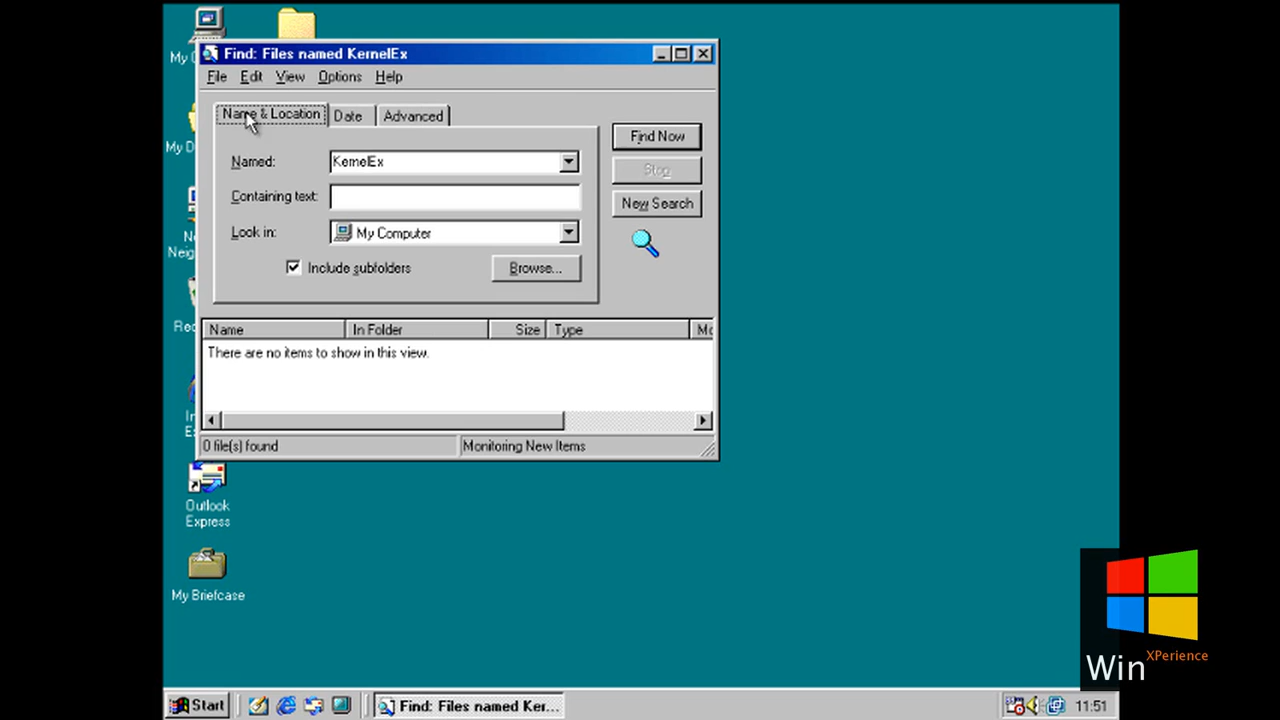 Find: Files named KernelEx
File Edit View Options Help
Name & Location Date Advanced
Named: KernelEx
Containing text:
Look in: My Computer
Include subfolders Browse...
Find Now
Stop
New Search
Name In Folder Size Type
There are no items to show in this view.
0 file(s) found Monitoring New Items
Outlook
Express
My Briefcase
Start Find: Files named Ker... 11:51
Win XPerience